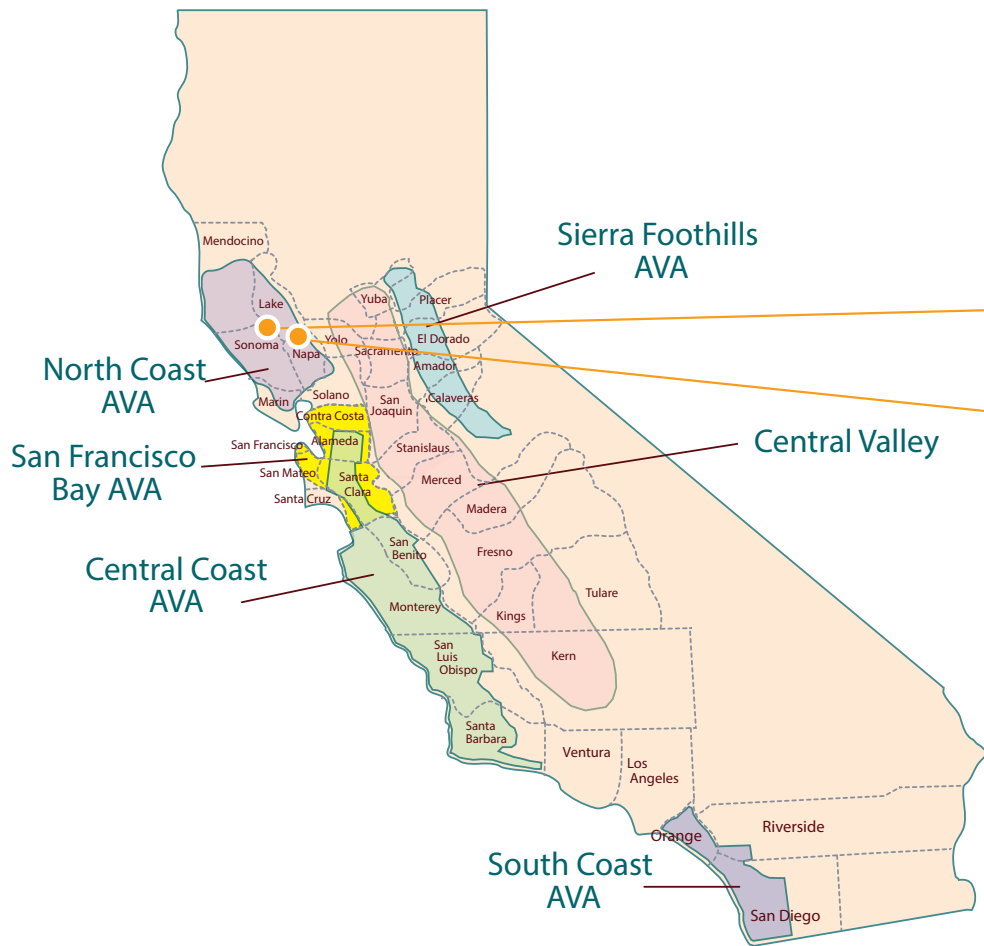 Sierra Foothills
AVA
Mendocino
Lake
Yuba
Placer
Sonoma
Napa
Yolo
Sacramento
El Dorado
Amador
North Coast
AVA
Marin
Solano
San
Joaquin
Calaveras
Contra Costa
San Francisco
Alameda
Stanislaus
Central Valley
San Francisco
Bay AVA
San Mateo
Santa
Clara
Merced
Santa Cruz
Madera
San
Benito
Fresno
Central Coast
AVA
Tulare
Monterey
Kings
San
Luis
Obispo
Kern
Santa
Barbara
Ventura
Los
Angeles
Orange
Riverside
South Coast
AVA
San Diego